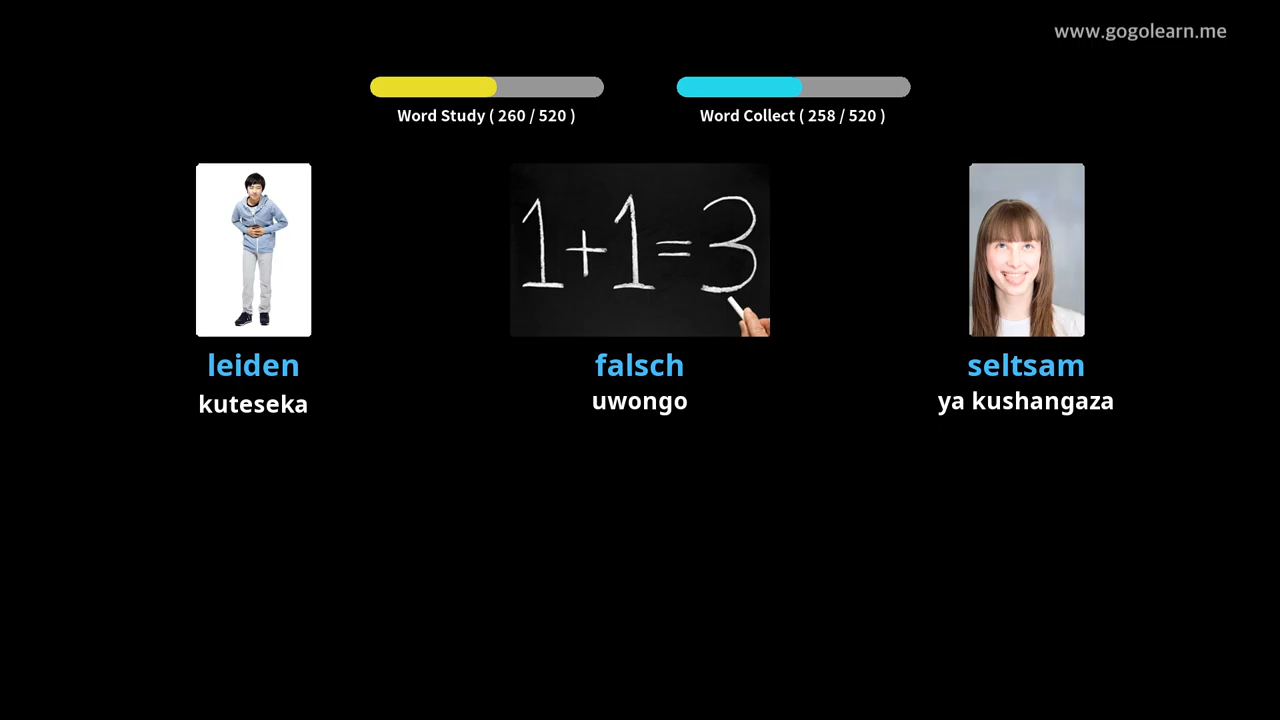 www.gogolearn.me
Word Study ( 260 / 520 )
Word Collect ( 258 / 520 )
1+1=3
leiden
kuteseka
falsch
uwongo
seltsam
ya kushangaza